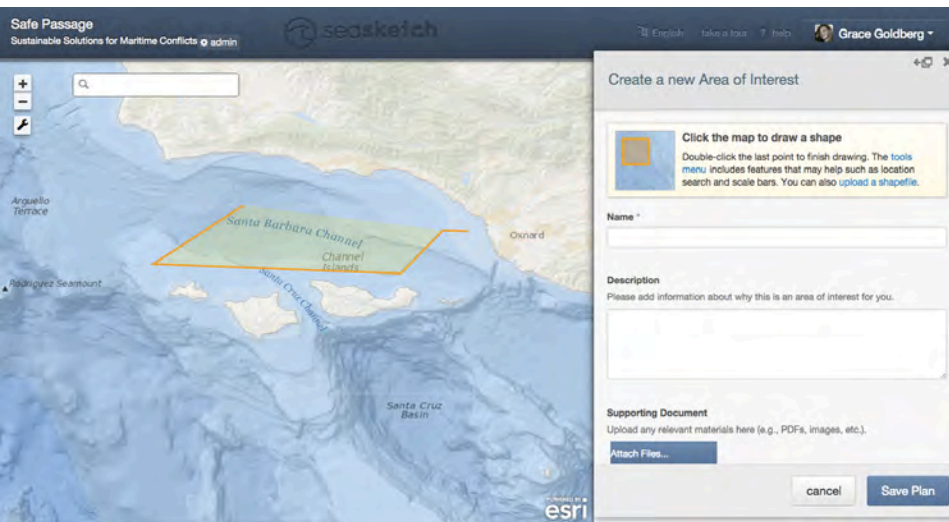 Safe Passage
Sustainable Solutions for Maritime Conflicts admin
seasketch
English take a tour ? help
Grace Goldberg
+
−
Arguello
Terrace
Rodriguez Seamount
Santa Barbara Channel
Channel
Islands
Santa Cruz Channel
Oxnard
Santa Cruz
Basin
POWERED BY
esri
Create a new Area of Interest
Click the map to draw a shape
Double-click the last point to finish drawing. The tools
menu includes features that may help such as location
search and scale bars. You can also upload a shapefile.
Name *
Description
Please add information about why this is an area of interest for you.
Supporting Document
Upload any relevant materials here (e.g., PDFs, images, etc.).
Attach Files...
cancel
Save Plan